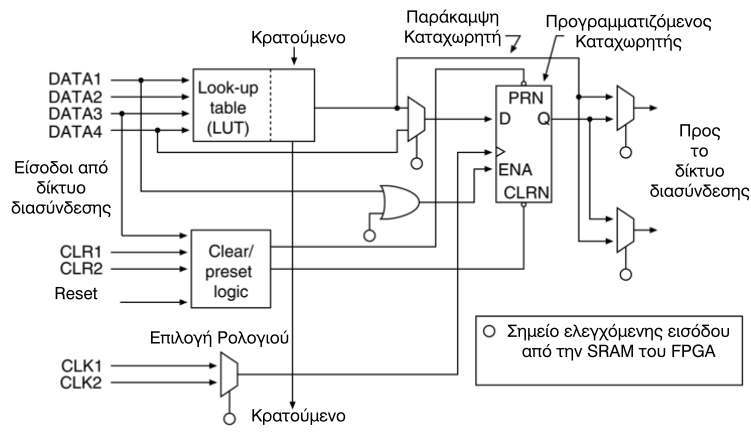 Παράκαμψη
Καταχωρητή
Προγραμματιζόμενος
Καταχωρητής
Κρατούμενο
DATA1
DATA2
DATA3
DATA4
Look-up
table
(LUT)
PRN
D
Q
ENA
CLRN
Προς
το
δίκτυο
διασύνδεσης
Είσοδοι από
δίκτυο
διασύνδεσης
CLR1
CLR2
Reset
Clear/
preset
logic
Επιλογή Ρολογιού
CLK1
CLK2
Κρατούμενο
Σημείο ελεγχόμενης εισόδου
από την SRAM του FPGA